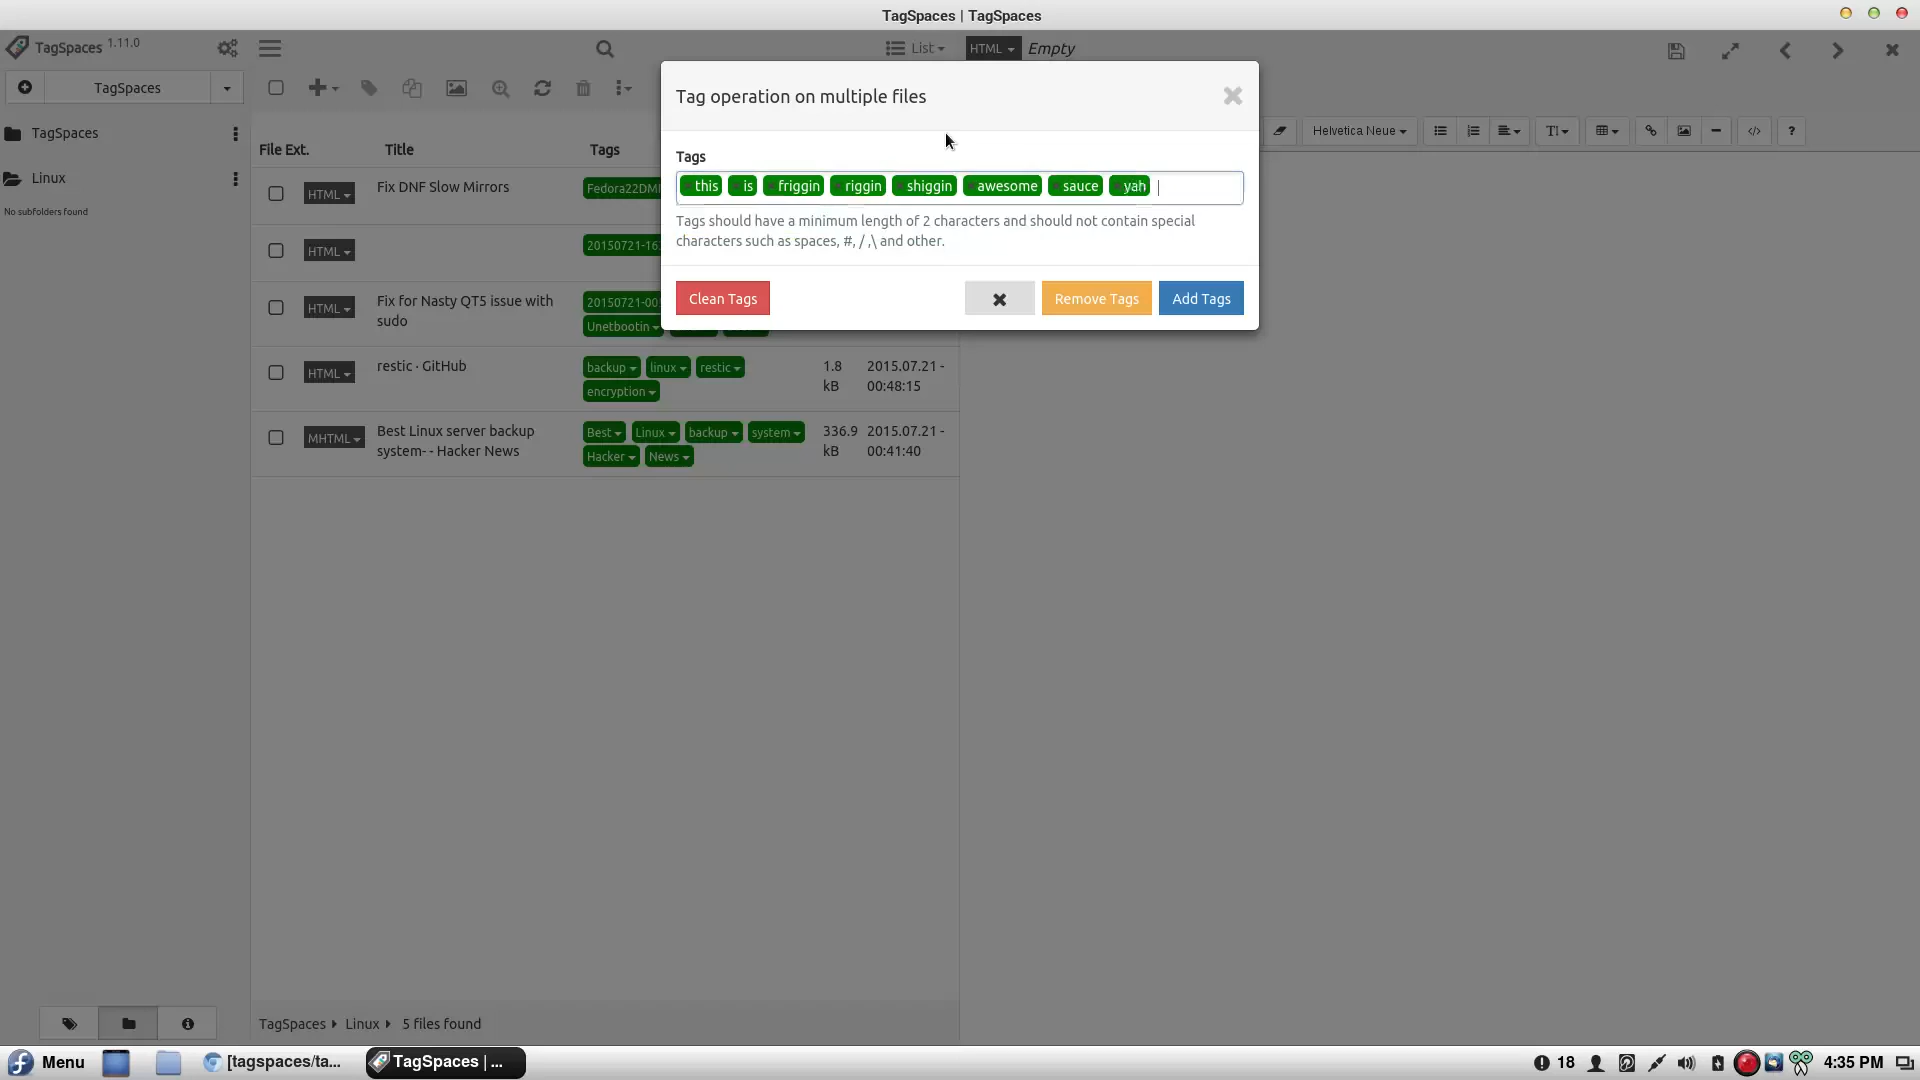 TagSpaces | TagSpaces
TagSpaces 1.11.0
List
HTML Empty
TagSpaces
TagSpaces
Linux
No subfolders found
File Ext. Title Tags
HTML Fix DNF Slow Mirrors
HTML 20150721-16
HTML Fix for Nasty QT5 issue with sudo 20150721-00
Unetbootin
HTML restic · GitHub backup linux restic 1.8 kB 2015.07.21 - 00:48:15
encryption
MHTML Best Linux server backup system- - Hacker News Best Linux backup system 336.9 kB 2015.07.21 - 00:41:40
Hacker News
Tag operation on multiple files
Tags
this is friggin riggin shiggin awesome sauce yah
Tags should have a minimum length of 2 characters and should not contain special
characters such as spaces, #, / ,\ and other.
Clean Tags Remove Tags Add Tags
Helvetica Neue
TagSpaces Linux 5 files found
Menu [tagspaces/ta... TagSpaces | ... 18 4:35 PM